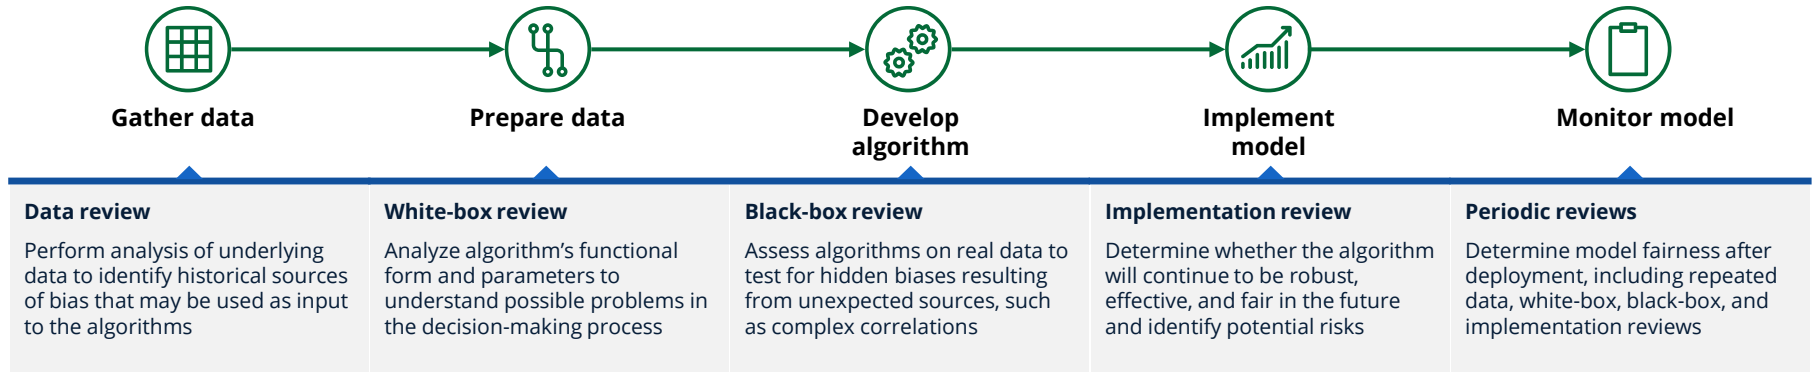 Gather data
Prepare data
Develop
algorithm
Implement
model
Monitor model
Data review
Perform analysis of underlying
data to identify historical sources
of bias that may be used as input
to the algorithms
White-box review
Analyze algorithm’s functional
form and parameters to
understand possible problems in
the decision-making process
Black-box review
Assess algorithms on real data to
test for hidden biases resulting
from unexpected sources, such
as complex correlations
Implementation review
Determine whether the algorithm
will continue to be robust,
effective, and fair in the future
and identify potential risks
Periodic reviews
Determine model fairness after
deployment, including repeated
data, white-box, black-box, and
implementation reviews